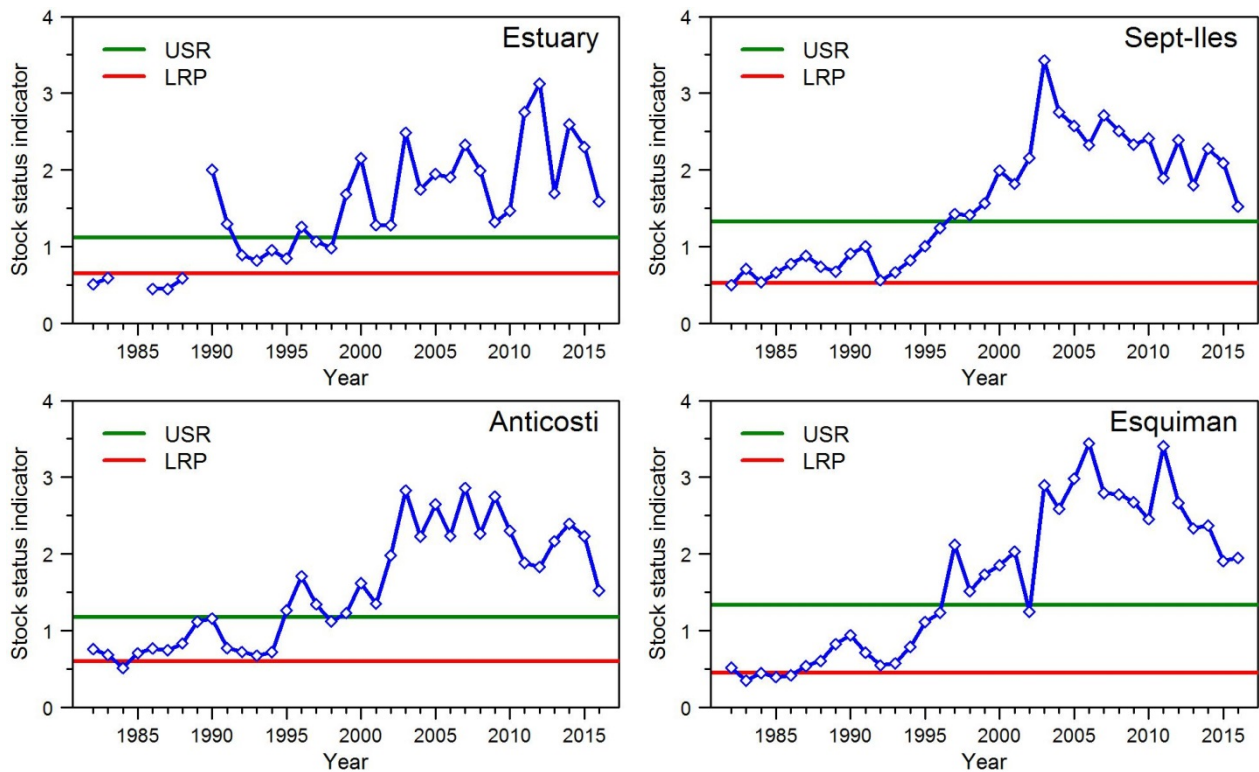 Estuary
USR
LRP
Stock status indicator
4
3
2
1
0
1985 1990 1995 2000 2005 2010 2015
Year
Sept-Iles
USR
LRP
Stock status indicator
4
3
2
1
0
1985 1990 1995 2000 2005 2010 2015
Year
Anticosti
USR
LRP
Stock status indicator
4
3
2
1
0
1985 1990 1995 2000 2005 2010 2015
Year
Esquiman
USR
LRP
Stock status indicator
4
3
2
1
0
1985 1990 1995 2000 2005 2010 2015
Year